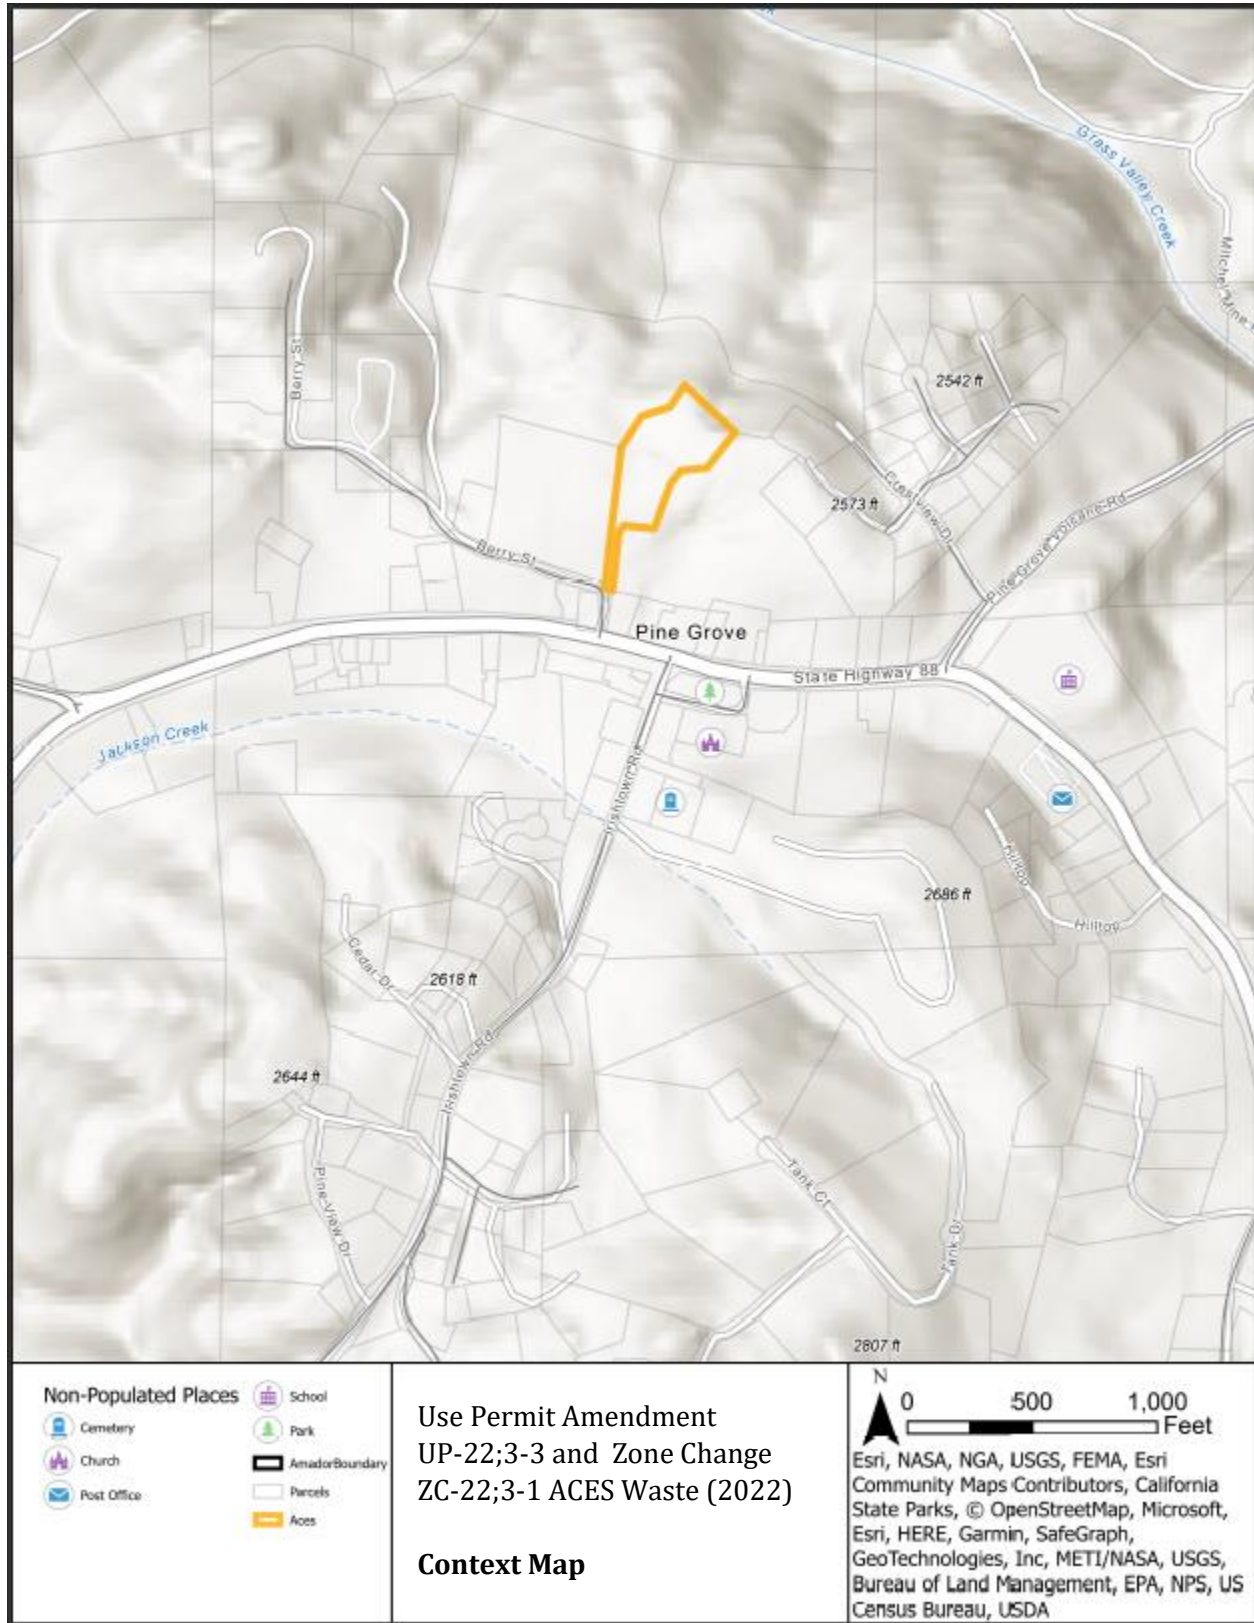 Grass Valley Creek
Berry St
2542 ft
2573 ft
Crestview Dr
Pine Grove Volcano Rd
Berry St
Pine Grove
State Highway 88
Jackson Creek
Irishtown Rd
Hilltop
2686 ft
Hilltop
Cedar Dr
2618 ft
Irishtown Rd
2644 ft
Pine View Dr
Tank Ct
Tank Dr
2807 ft
Non-Populated Places
Cemetery
Church
Post Office
School
Park
AmadorBoundary
Parcels
Aces
Use Permit Amendment
UP-22;3-3 and Zone Change
ZC-22;3-1 ACES Waste (2022)
Context Map
N
0 500 1,000
Feet
Esri, NASA, NGA, USGS, FEMA, Esri
Community Maps Contributors, California
State Parks, © OpenStreetMap, Microsoft,
Esri, HERE, Garmin, SafeGraph,
GeoTechnologies, Inc, METI/NASA, USGS,
Bureau of Land Management, EPA, NPS, US
Census Bureau, USDA